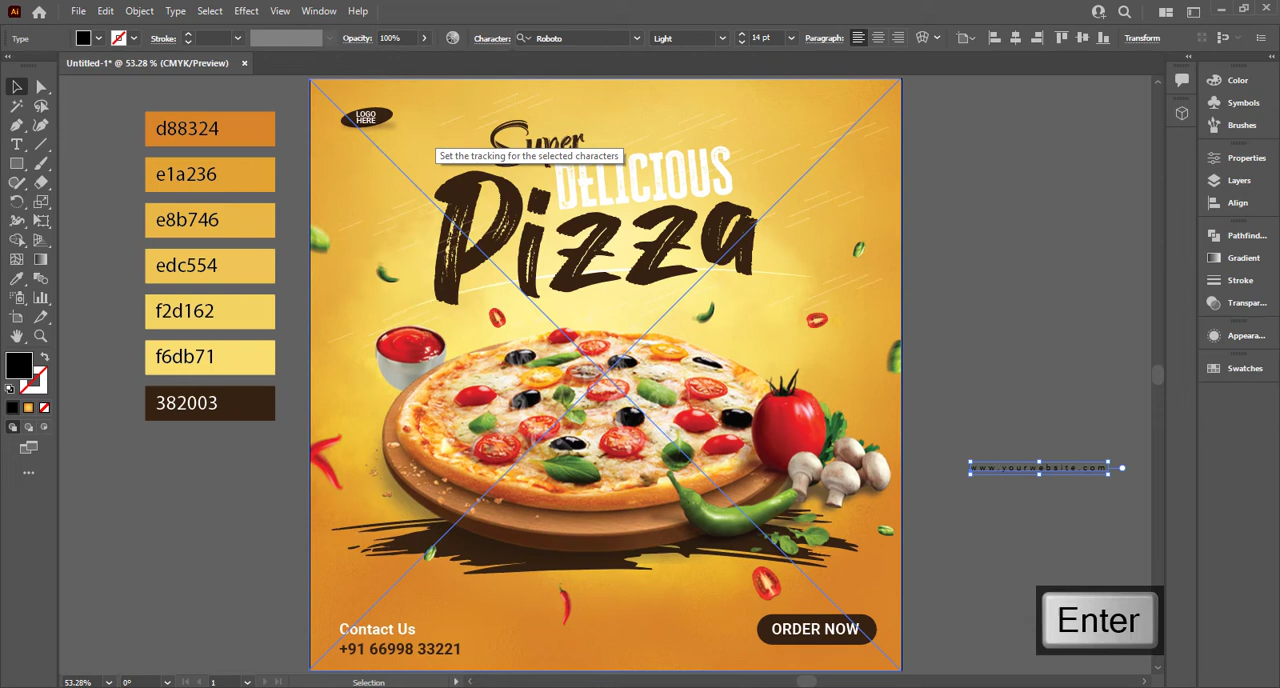 Ai
File Edit Object Type Select Effect View Window Help
Type Stroke: Opacity: 100% Character: Roboto Light 14 pt Paragraph: Transform
Untitled-1* @ 53.28 % (CMYK/Preview) ×
d88324
e1a236
e8b746
edc554
f2d162
f6db71
382003
LOGO
HERE
Super
Set the tracking for the selected characters
DELICIOUS
Pizza
www.yourwebsite.com
Contact Us
+91 66998 33221
ORDER NOW
Enter
Color
Symbols
Brushes
Properties
Layers
Align
Pathfind...
Gradient
Stroke
Transpar...
Appeara...
Swatches
53.28% 0° 1 Selection